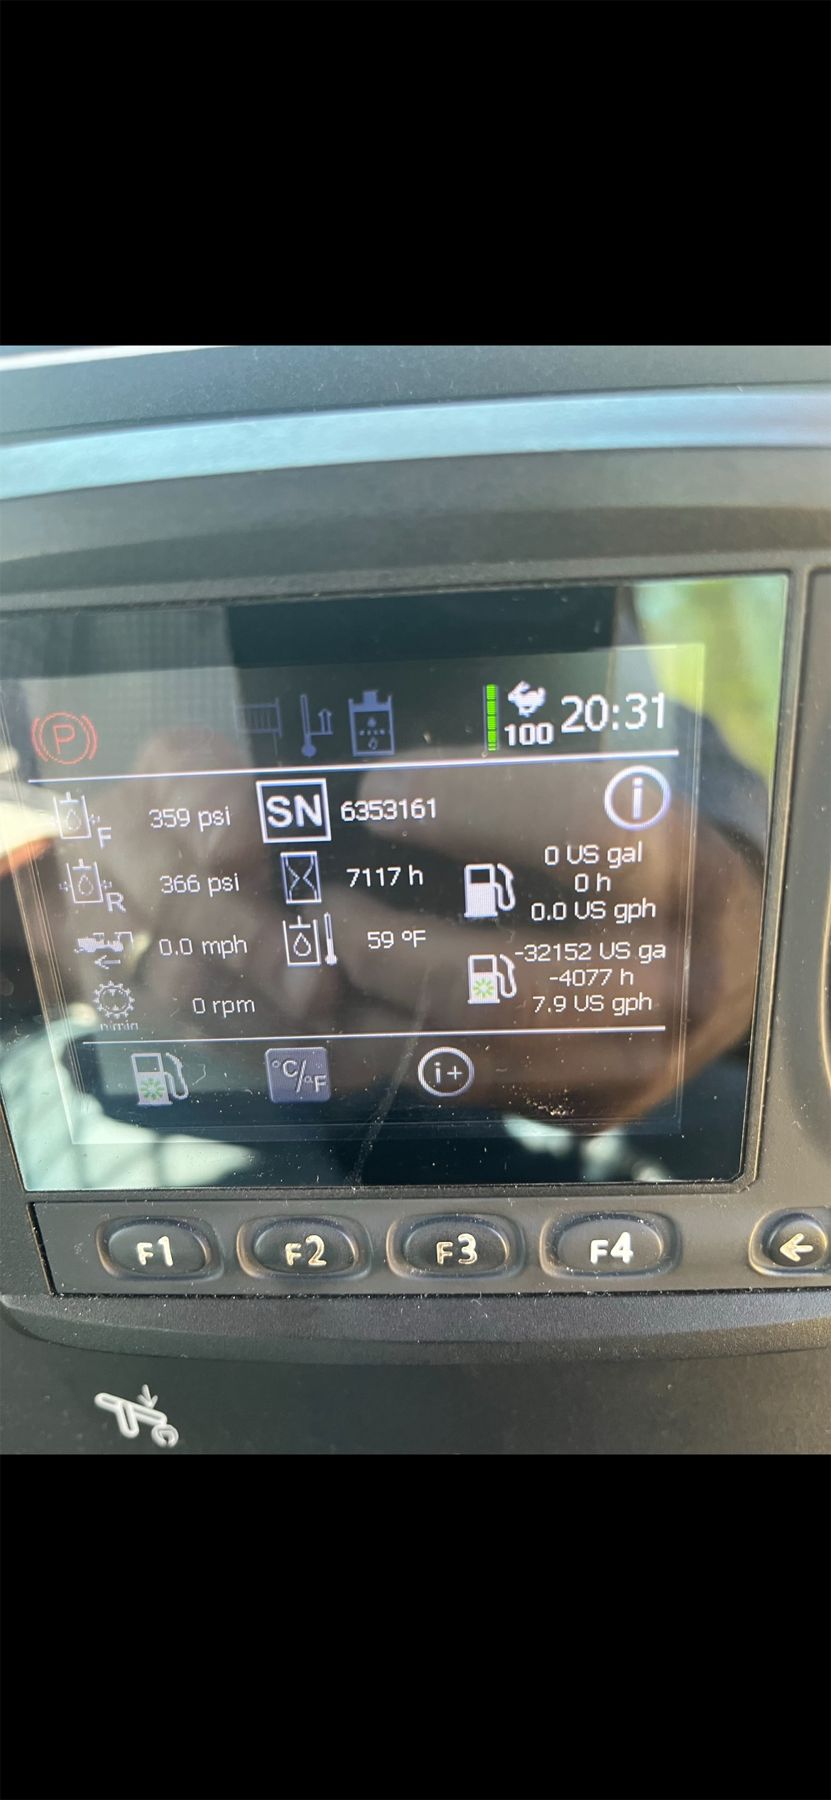 P
100 20:31
F 359 psi SN 6353161 i
R 366 psi 7117 h 0 US gal
0 h
0.0 US gph
0.0 mph 59 °F
-32152 US ga
-4077 h
7.9 US gph
0 rpm
n/min
°C/°F i+
F1 F2 F3 F4